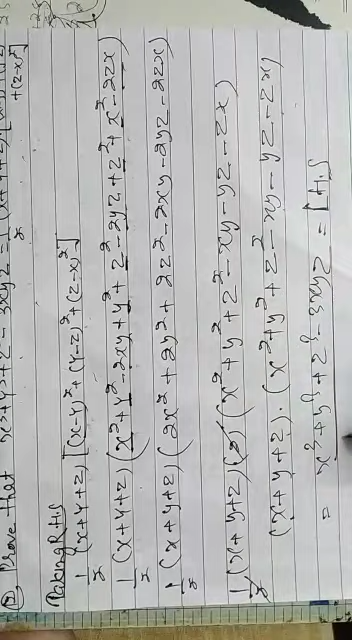 ② Prove that x³+y³+z³-3xyz = 1/2 (x+y+z) [(x-y)²+(y-z)²
+(z-x)²]
Taking R.H.S
1/2 (x+y+z) [(x-y)²+(y-z)²+(z-x)²]
1/2 (x+y+z) (x²+y²-2xy+y²+z²-2yz+z²+x²-2zx)
1/2 (x+y+z) (2x²+2y²+2z²-2xy-2yz-2zx)
1/2 (x+y+z) (2) (x²+y²+z²-xy-yz-zx)
(x+y+z) . (x²+y²+z²-xy-yz-zx)
= x³+y³+z³-3xyz = L.H.S